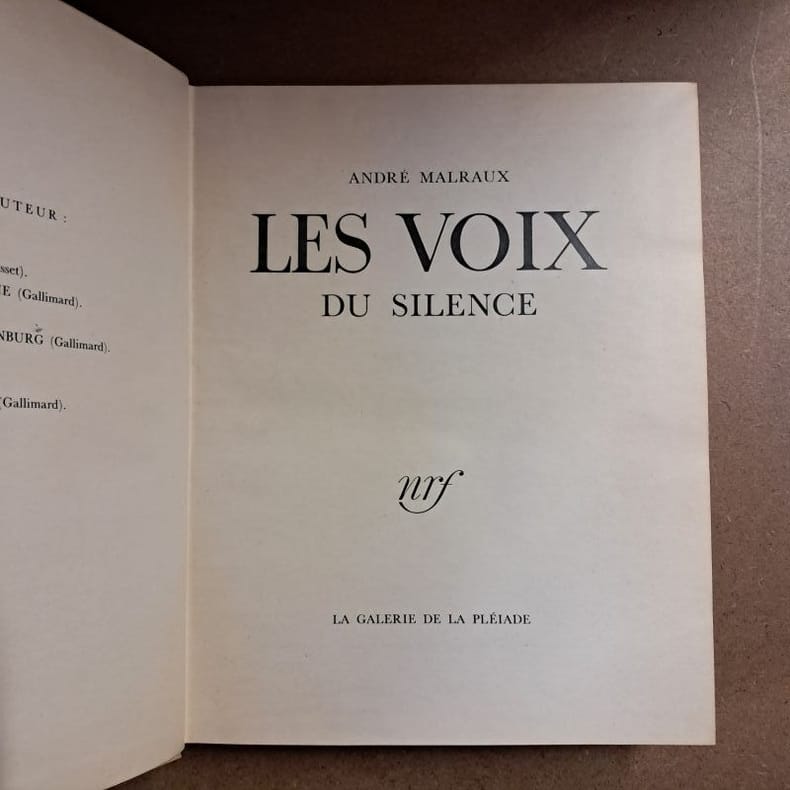 UTEUR :
sset).
E (Gallimard).
NBURG (Gallimard).
(Gallimard).
ANDRÉ MALRAUX
LES VOIX
DU SILENCE
nrf
LA GALERIE DE LA PLÉIADE